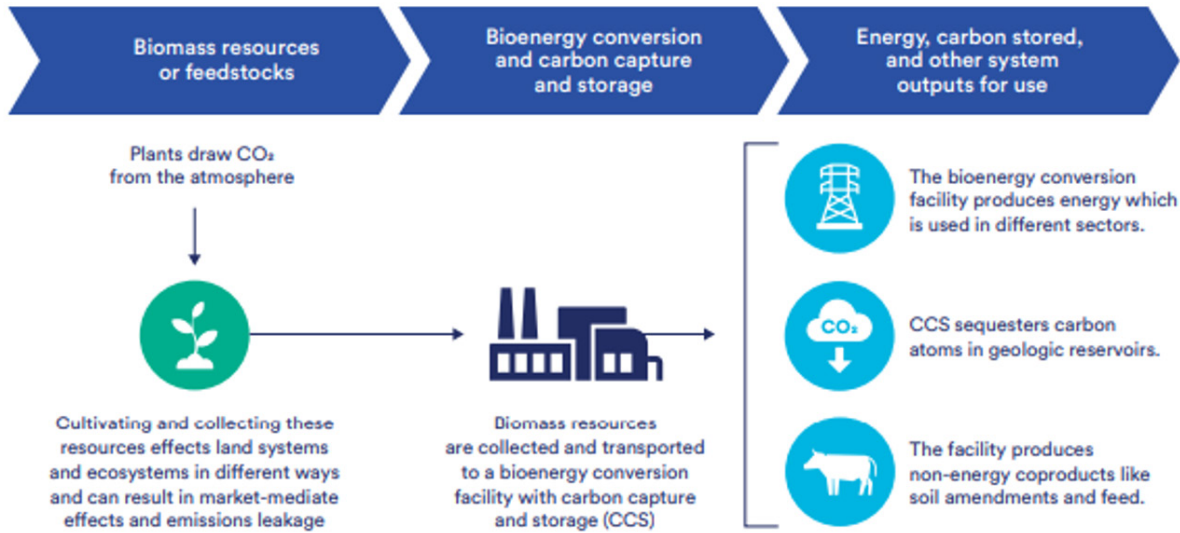 Biomass resources
or feedstocks
Bioenergy conversion
and carbon capture
and storage
Energy, carbon stored,
and other system
outputs for use
Plants draw CO₂
from the atmosphere
Cultivating and collecting these
resources effects land systems
and ecosystems in different ways
and can result in market-mediate
effects and emissions leakage
Biomass resources
are collected and transported
to a bioenergy conversion
facility with carbon capture
and storage (CCS)
The bioenergy conversion
facility produces energy which
is used in different sectors.
CO₂
CCS sequesters carbon
atoms in geologic reservoirs.
The facility produces
non-energy coproducts like
soil amendments and feed.